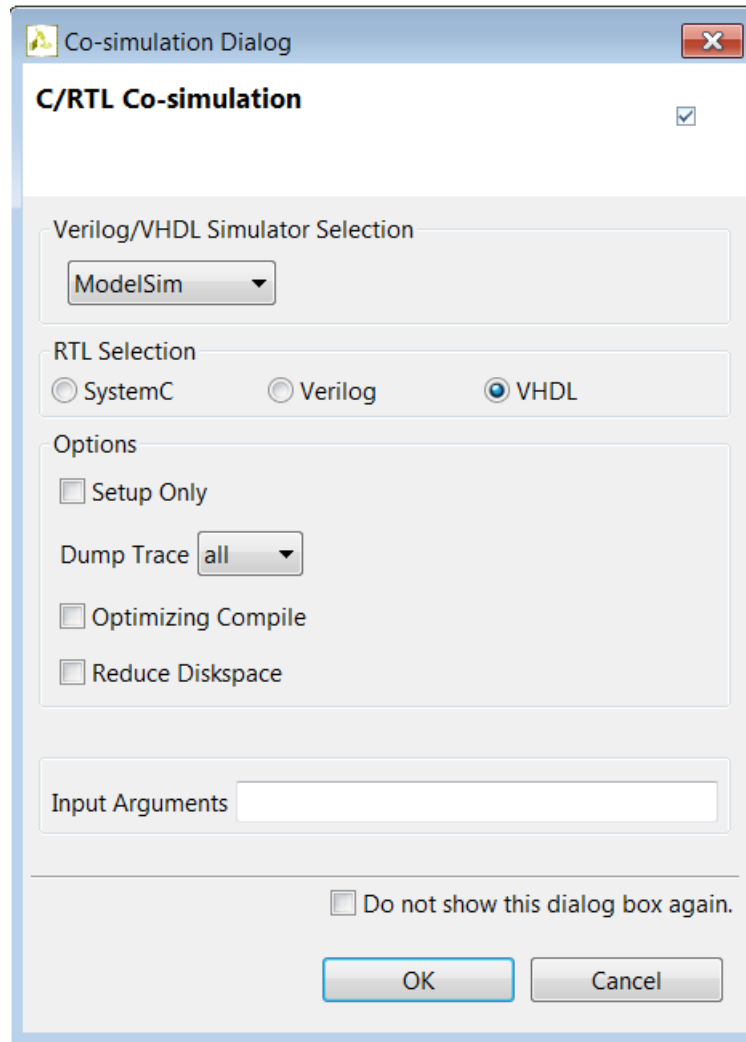 Co-simulation Dialog
C/RTL Co-simulation
Verilog/VHDL Simulator Selection
ModelSim
RTL Selection
SystemC Verilog VHDL
Options
Setup Only
Dump Trace all
Optimizing Compile
Reduce Diskspace
Input Arguments
Do not show this dialog box again.
OK Cancel